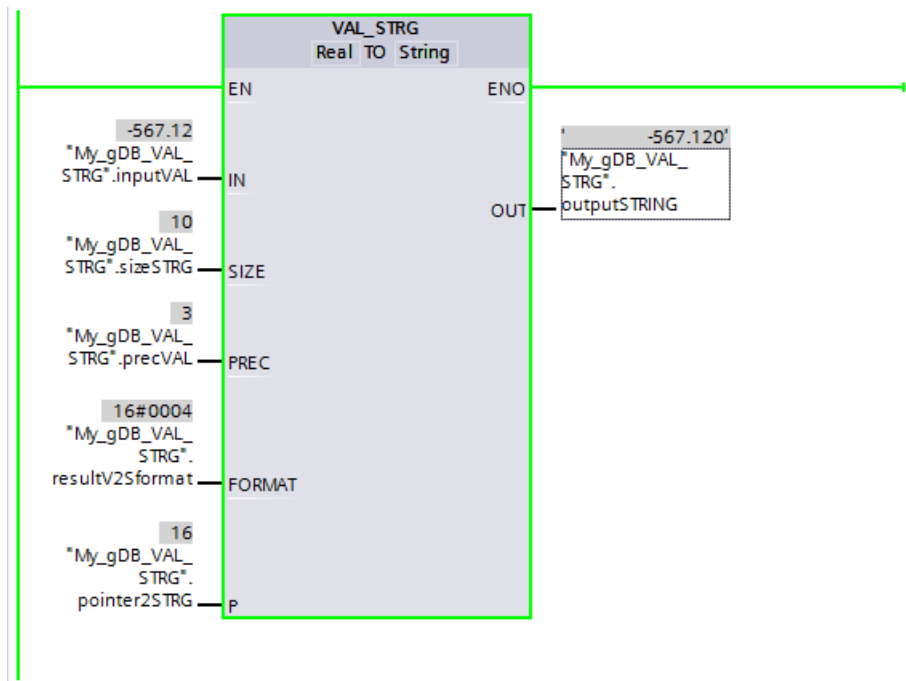 VAL_STRG
Real TO String
EN
ENO
-567.12
"My_gDB_VAL_
STRG".inputVAL
IN
' -567.120'
"My_gDB_VAL_
STRG".
outputSTRING
OUT
10
"My_gDB_VAL_
STRG".sizeSTRG
SIZE
3
"My_gDB_VAL_
STRG".precVAL
PREC
16#0004
"My_gDB_VAL_
STRG".
resultV2Sformat
FORMAT
16
"My_gDB_VAL_
STRG".
pointer2STRG
P